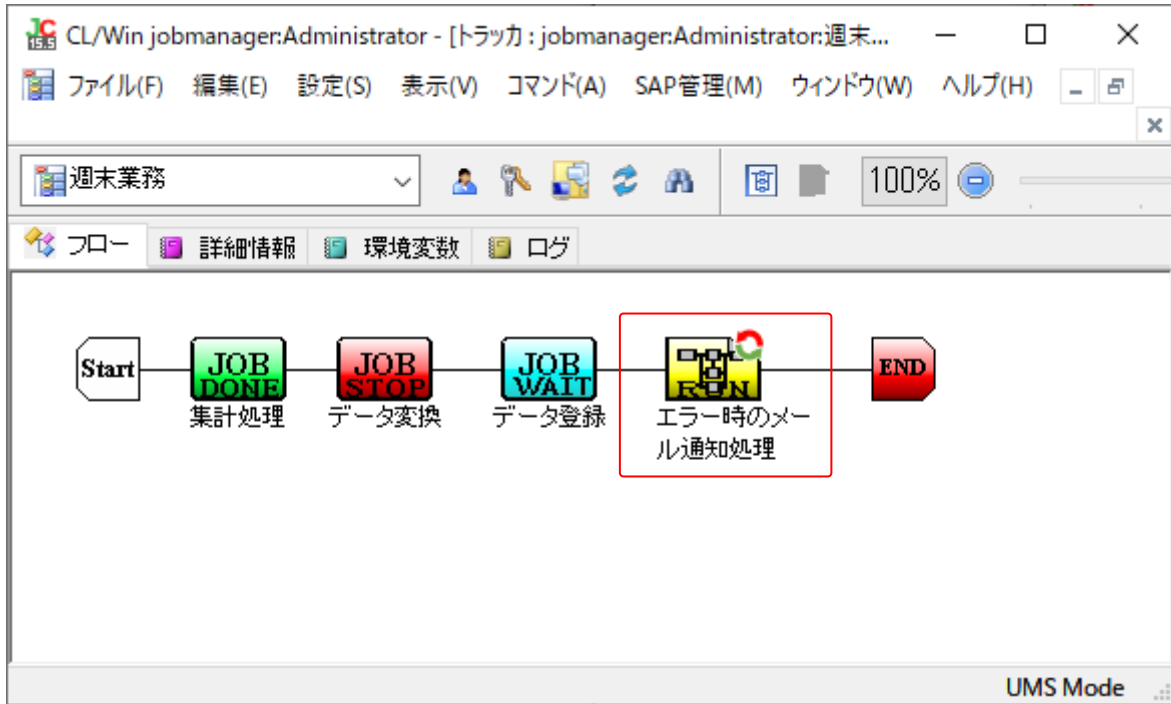 JC
15.5
CL/Win jobmanager:Administrator - [トラッカ : jobmanager:Administrator:週末...
ファイル(F) 編集(E) 設定(S) 表示(V) コマンド(A) SAP管理(M) ウィンドウ(W) ヘルプ(H)
週末業務
100%
フロー 詳細情報 環境変数 ログ
Start
JOB
DONE
集計処理
JOB
STOP
データ変換
JOB
WAIT
データ登録
RUN
エラー時のメー
ル通知処理
END
UMS Mode